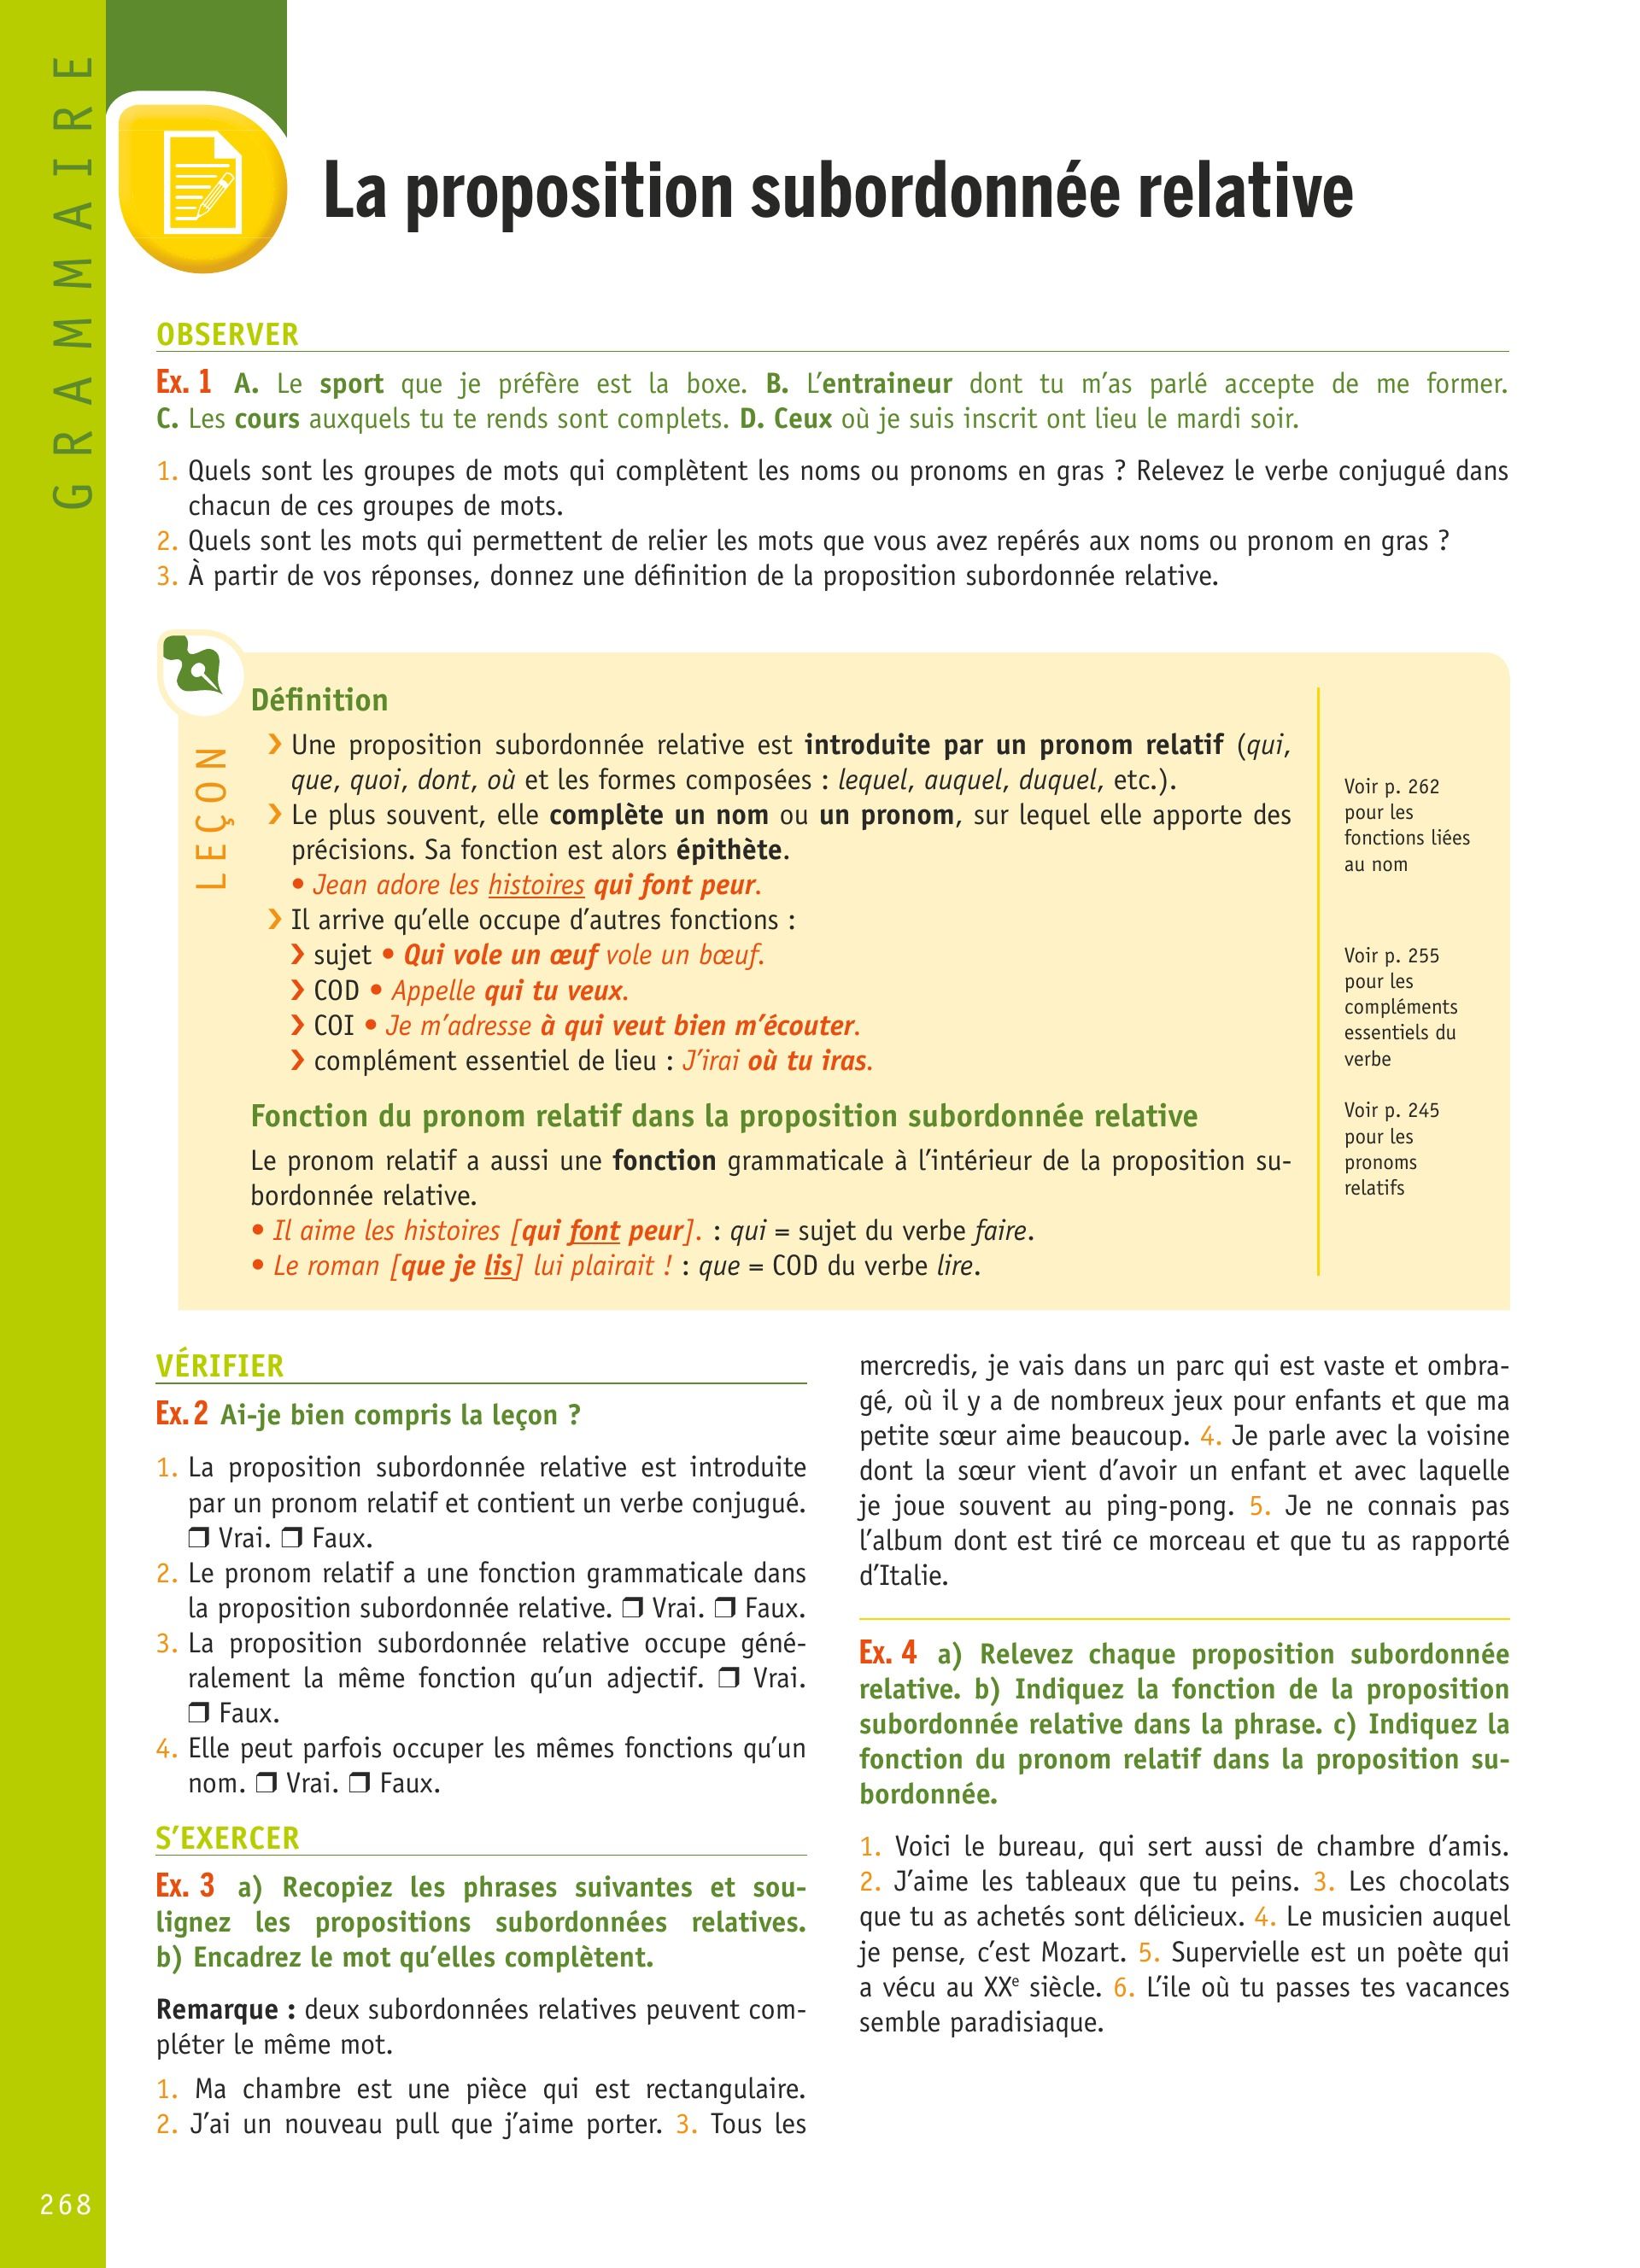 GRAMMAIRE
La proposition subordonnée relative
OBSERVER
Ex. 1 A. Le sport que je préfère est la boxe. B. L’entraineur dont tu m’as parlé accepte de me former.
C. Les cours auxquels tu te rends sont complets. D. Ceux où je suis inscrit ont lieu le mardi soir.
1. Quels sont les groupes de mots qui complètent les noms ou pronoms en gras ? Relevez le verbe conjugué dans
chacun de ces groupes de mots.
2. Quels sont les mots qui permettent de relier les mots que vous avez repérés aux noms ou pronom en gras ?
3. À partir de vos réponses, donnez une définition de la proposition subordonnée relative.
LEÇON
Définition
› Une proposition subordonnée relative est introduite par un pronom relatif (qui,
que, quoi, dont, où et les formes composées : lequel, auquel, duquel, etc.).
› Le plus souvent, elle complète un nom ou un pronom, sur lequel elle apporte des
précisions. Sa fonction est alors épithète.
• Jean adore les histoires qui font peur.
› Il arrive qu’elle occupe d’autres fonctions :
› sujet • Qui vole un œuf vole un bœuf.
› COD • Appelle qui tu veux.
› COI • Je m’adresse à qui veut bien m’écouter.
› complément essentiel de lieu : J’irai où tu iras.
Fonction du pronom relatif dans la proposition subordonnée relative
Le pronom relatif a aussi une fonction grammaticale à l’intérieur de la proposition su-
bordonnée relative.
• Il aime les histoires [qui font peur]. : qui = sujet du verbe faire.
• Le roman [que je lis] lui plairait ! : que = COD du verbe lire.
Voir p. 262
pour les
fonctions liées
au nom
Voir p. 255
pour les
compléments
essentiels du
verbe
Voir p. 245
pour les
pronoms
relatifs
VÉRIFIER
Ex. 2 Ai-je bien compris la leçon ?
1. La proposition subordonnée relative est introduite
par un pronom relatif et contient un verbe conjugué.
❒ Vrai. ❒ Faux.
2. Le pronom relatif a une fonction grammaticale dans
la proposition subordonnée relative. ❒ Vrai. ❒ Faux.
3. La proposition subordonnée relative occupe géné-
ralement la même fonction qu’un adjectif. ❒ Vrai.
❒ Faux.
4. Elle peut parfois occuper les mêmes fonctions qu’un
nom. ❒ Vrai. ❒ Faux.
S’EXERCER
Ex. 3 a) Recopiez les phrases suivantes et sou-
lignez les propositions subordonnées relatives.
b) Encadrez le mot qu’elles complètent.
Remarque : deux subordonnées relatives peuvent com-
pléter le même mot.
1. Ma chambre est une pièce qui est rectangulaire.
2. J’ai un nouveau pull que j’aime porter. 3. Tous les
mercredis, je vais dans un parc qui est vaste et ombra-
gé, où il y a de nombreux jeux pour enfants et que ma
petite sœur aime beaucoup. 4. Je parle avec la voisine
dont la sœur vient d’avoir un enfant et avec laquelle
je joue souvent au ping-pong. 5. Je ne connais pas
l’album dont est tiré ce morceau et que tu as rapporté
d’Italie.
Ex. 4 a) Relevez chaque proposition subordonnée
relative. b) Indiquez la fonction de la proposition
subordonnée relative dans la phrase. c) Indiquez la
fonction du pronom relatif dans la proposition su-
bordonnée.
1. Voici le bureau, qui sert aussi de chambre d’amis.
2. J’aime les tableaux que tu peins. 3. Les chocolats
que tu as achetés sont délicieux. 4. Le musicien auquel
je pense, c’est Mozart. 5. Supervielle est un poète qui
a vécu au XXe siècle. 6. L’ile où tu passes tes vacances
semble paradisiaque.
268